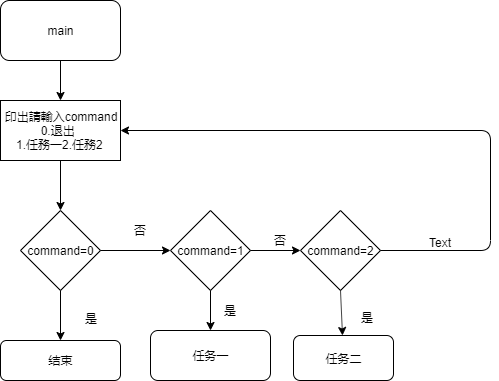 main
印出請輸入command
0.退出
1.任務一2.任務2
command=0
否
command=1
否
command=2
Text
是
是
是
结束
任务一
任务二